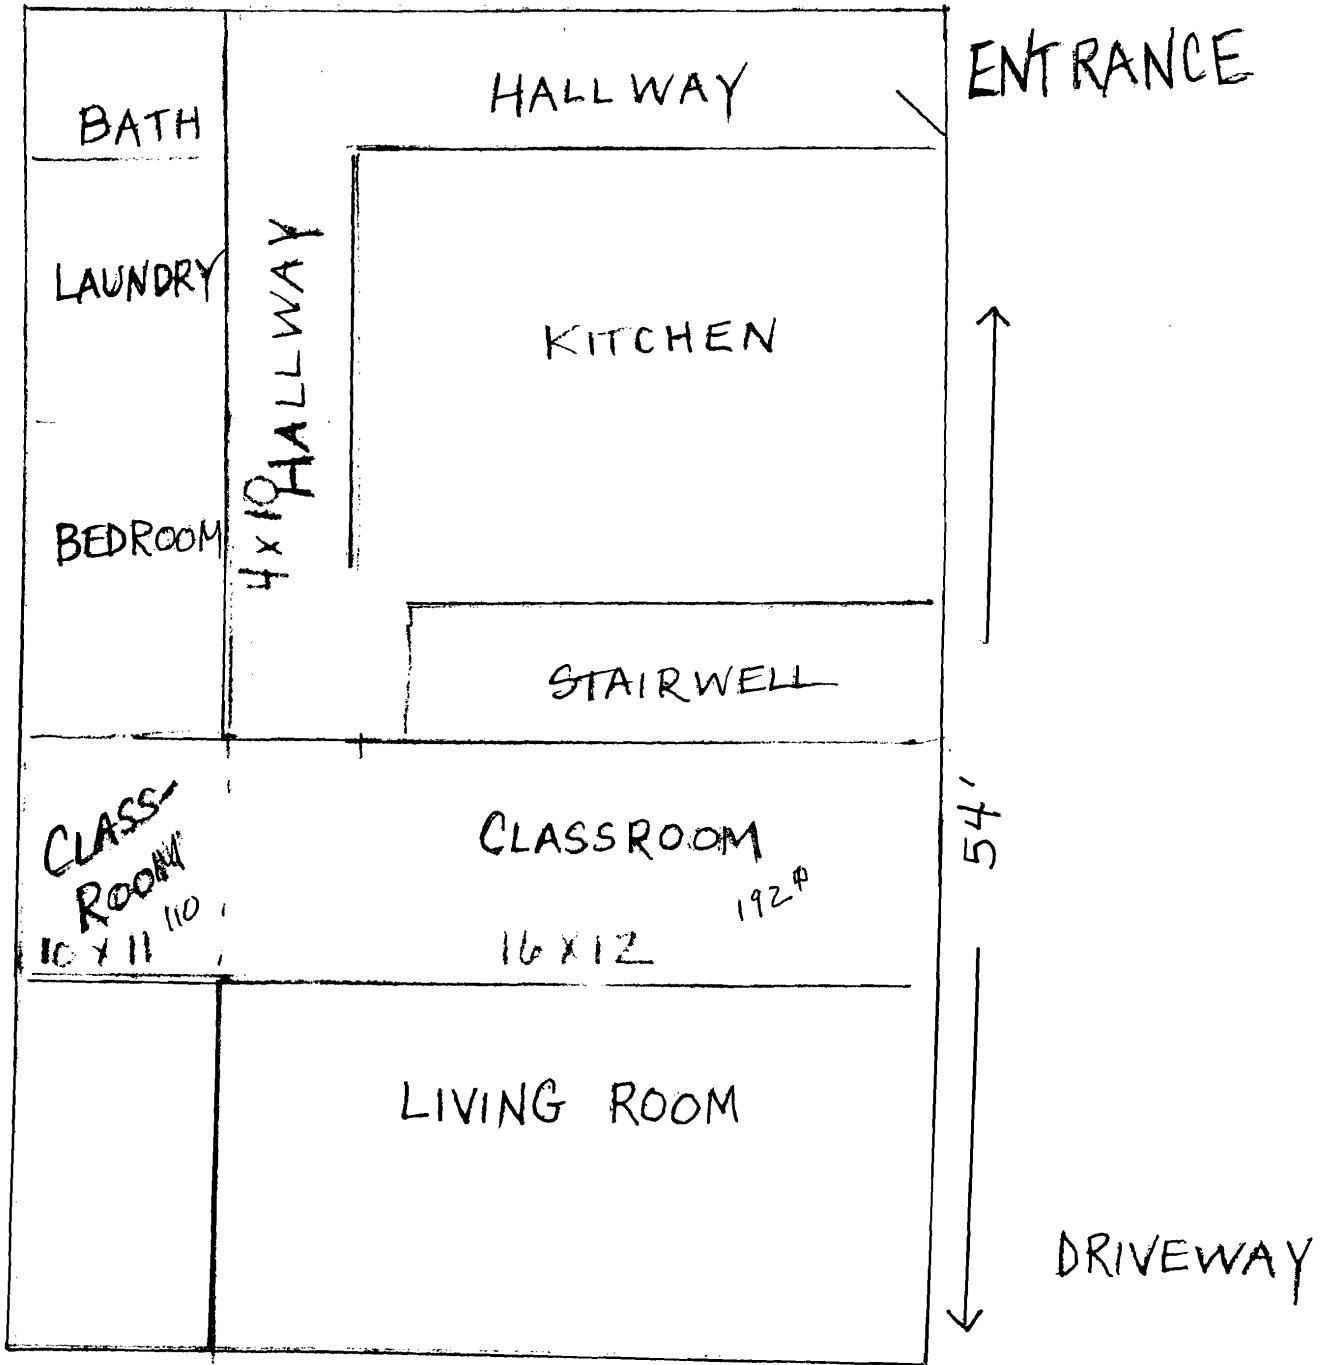 ENTRANCE
HALLWAY
BATH
LAUNDRY
HALLWAY
4 x 10
KITCHEN
BEDROOM
STAIRWELL
54'
CLASS-
ROOM
110
10 x 11
CLASSROOM
192
16 x 12
LIVING ROOM
DRIVEWAY